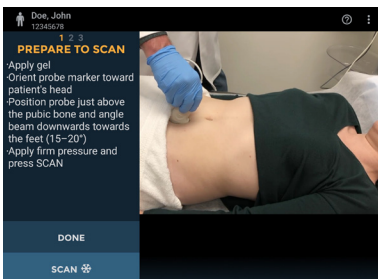 Doe, John
12345678
1 2 3
PREPARE TO SCAN
·Apply gel
·Orient probe marker toward
patient's head
·Position probe just above
the pubic bone and angle
beam downwards towards
the feet (15–20°)
·Apply firm pressure and
press SCAN
DONE
SCAN